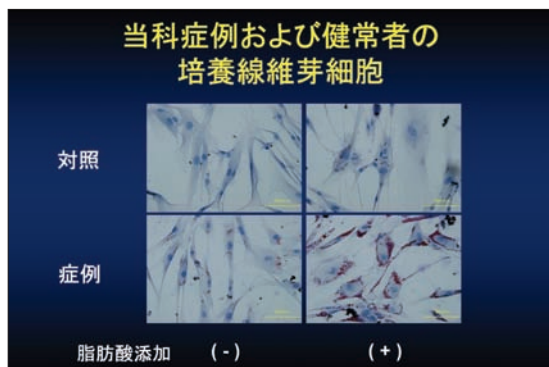 当科症例および健常者の
培養線維芽細胞
対照
症例
脂肪酸添加 (-) (+)